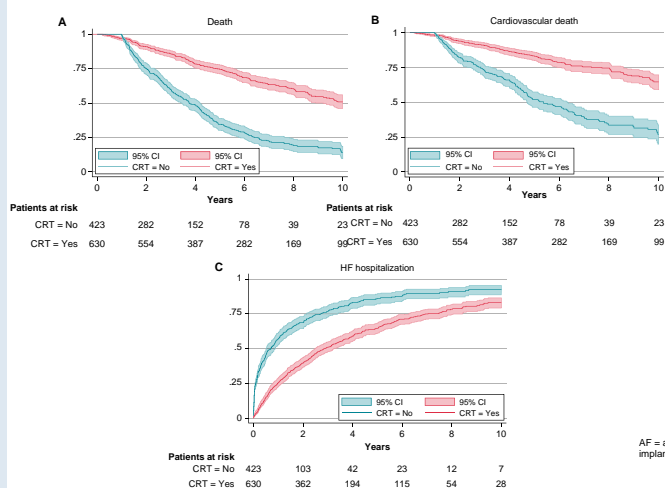 A Death
1
.75
.5
.25
0
95% CI 95% CI
CRT = No CRT = Yes
0 2 4 6 8 10
Years
Patients at risk
CRT = No 423 282 152 78 39 23
CRT = Yes 630 554 387 282 169 99
B Cardiovascular death
1
.75
.5
.25
0
95% CI 95% CI
CRT = No CRT = Yes
0 2 4 6 8 10
Years
Patients at risk
CRT = No 423 282 152 78 39 23
CRT = Yes 630 554 387 282 169 99
C HF hospitalization
1
.75
.5
.25
0
95% CI 95% CI
CRT = No CRT = Yes
0 2 4 6 8 10
Years
Patients at risk
CRT = No 423 103 42 23 12 7
CRT = Yes 630 362 194 115 54 28
AF = a
implan